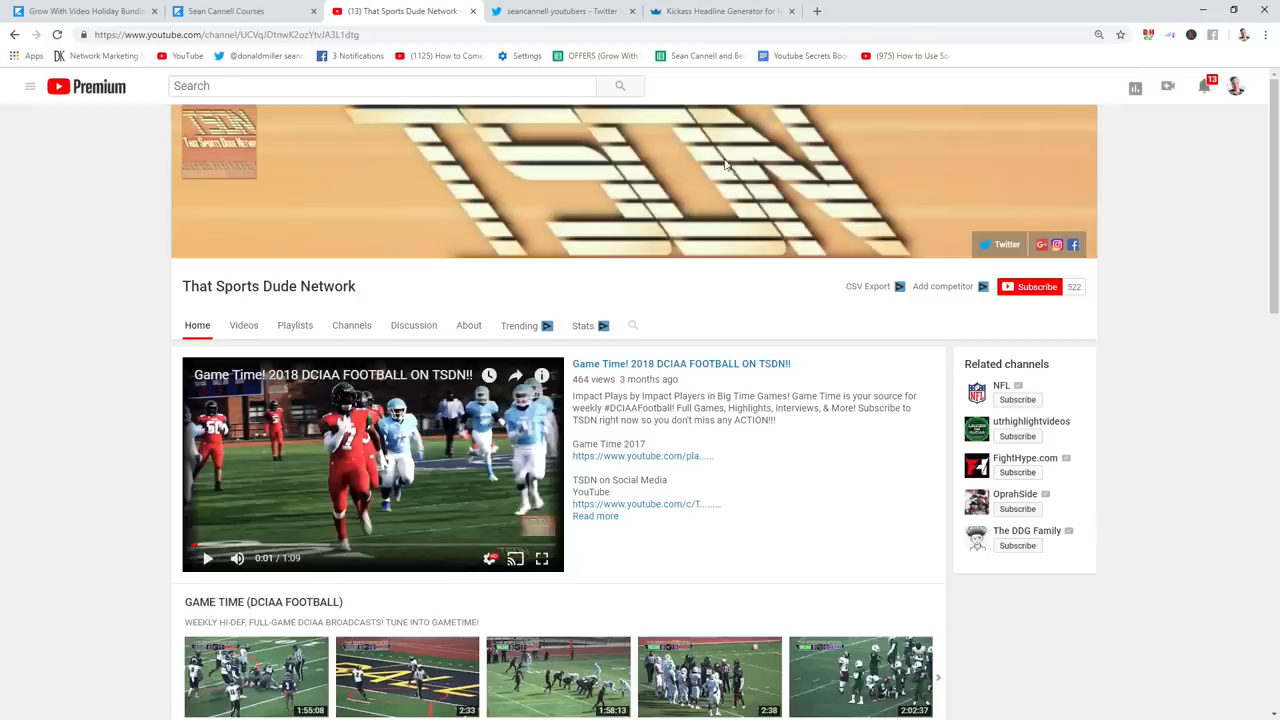 Grow With Video Holiday Bundle
Sean Cannell Courses
(13) That Sports Dude Network -
seancannell youtubers – Twitter
Kickass Headline Generator for I
https://www.youtube.com/channel/UCVqJDtnwK2ozYtvJA3L1dtg
Apps
Network Marketing
YouTube
@donaldmiller seanc
3 Notifications
(1125) How to Come
Settings
OFFERS (Grow With
Sean Cannell and Be
Youtube Secrets Boo
(975) How to Use So
Premium
Search
13
TSDN
TSDN
That Sports Dude Networ
Twitter
That Sports Dude Network
CSV Export
Add competitor
Subscribe
522
Home
Videos
Playlists
Channels
Discussion
About
Trending
Stats
Game Time! 2018 DCIAA FOOTBALL ON TSDN!!
0:01 / 1:09
Game Time! 2018 DCIAA FOOTBALL ON TSDN!!
464 views 3 months ago
Impact Plays by Impact Players in Big Time Games! Game Time is your source for
weekly #DCIAAFootball! Full Games, Highlights, Interviews, & More! Subscribe to
TSDN right now so you don't miss any ACTION!!!
Game Time 2017
https://www.youtube.com/pla......
TSDN on Social Media
YouTube
https://www.youtube.com/c/T........
Read more
Related channels
NFL
Subscribe
utrhighlightvideos
Subscribe
FightHype.com
Subscribe
OprahSide
Subscribe
The DDG Family
Subscribe
GAME TIME (DCIAA FOOTBALL)
WEEKLY HI-DEF, FULL-GAME DCIAA BROADCASTS! TUNE INTO GAMETIME!
1:55:08
2:33
1:58:13
2:38
2:02:37